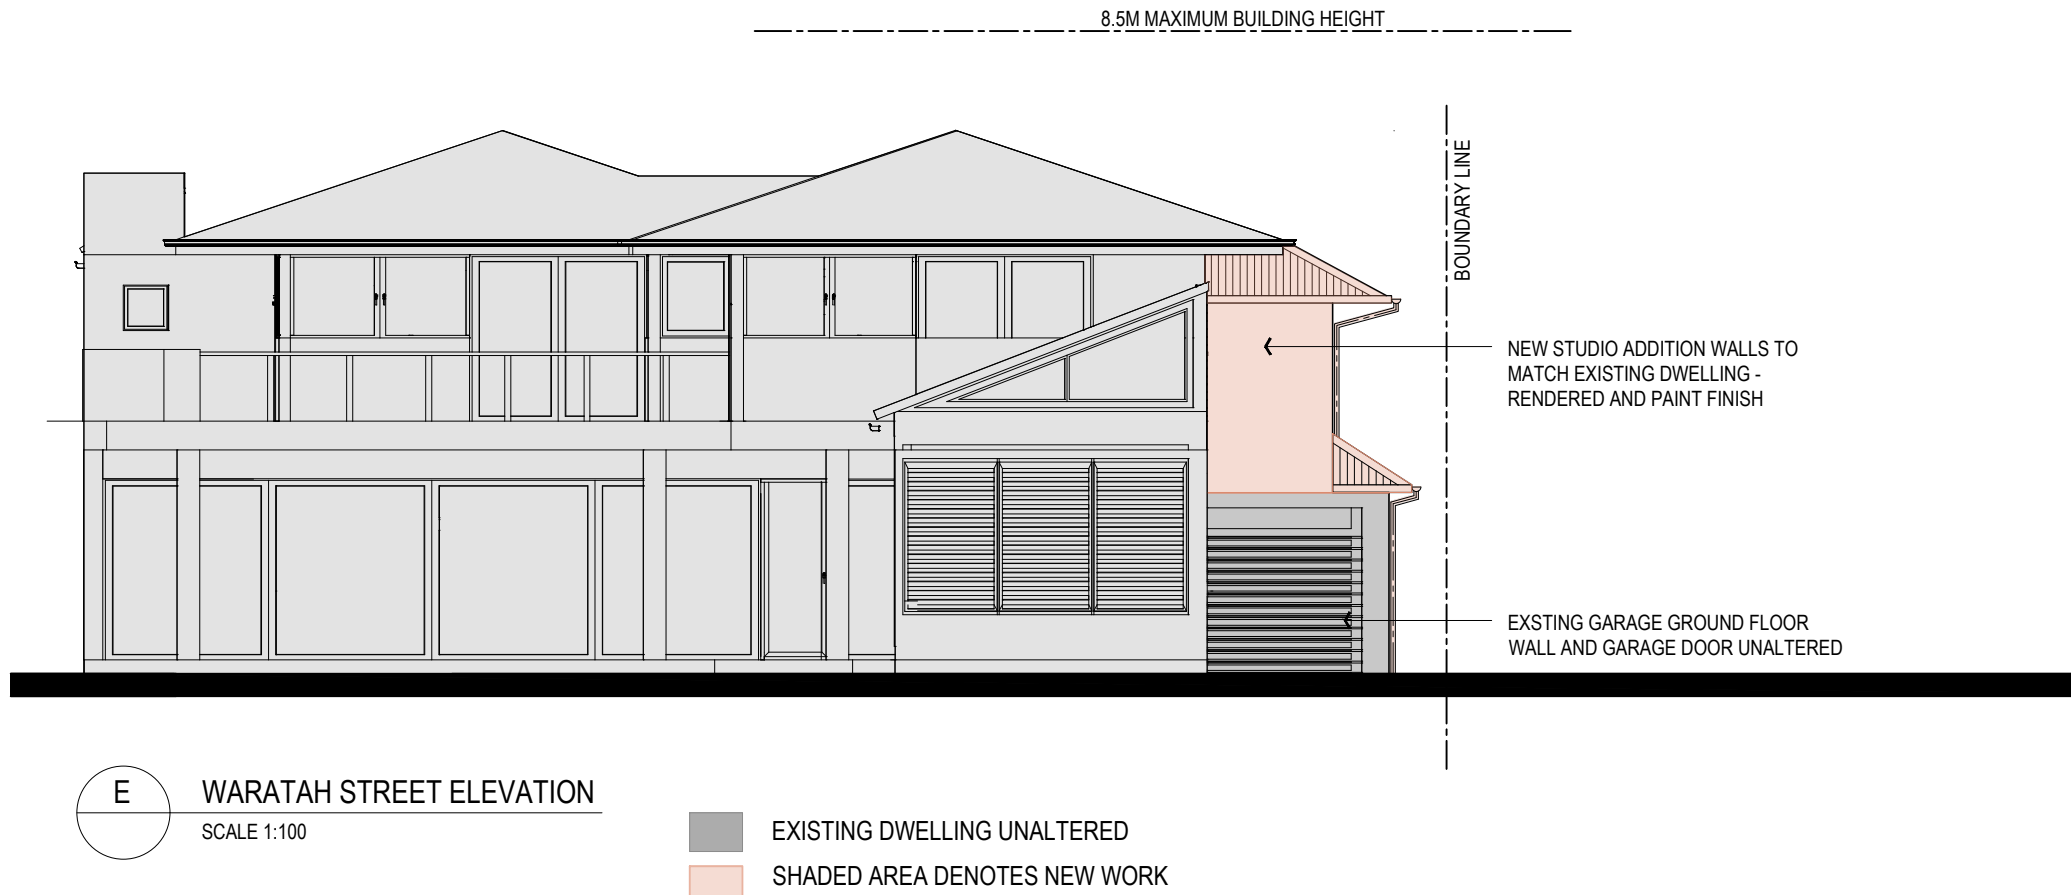 8.5M MAXIMUM BUILDING HEIGHT
BOUNDARY LINE
NEW STUDIO ADDITION WALLS TO
MATCH EXISTING DWELLING -
RENDERED AND PAINT FINISH
EXSTING GARAGE GROUND FLOOR
WALL AND GARAGE DOOR UNALTERED
E
WARATAH STREET ELEVATION
SCALE 1:100
EXISTING DWELLING UNALTERED
SHADED AREA DENOTES NEW WORK